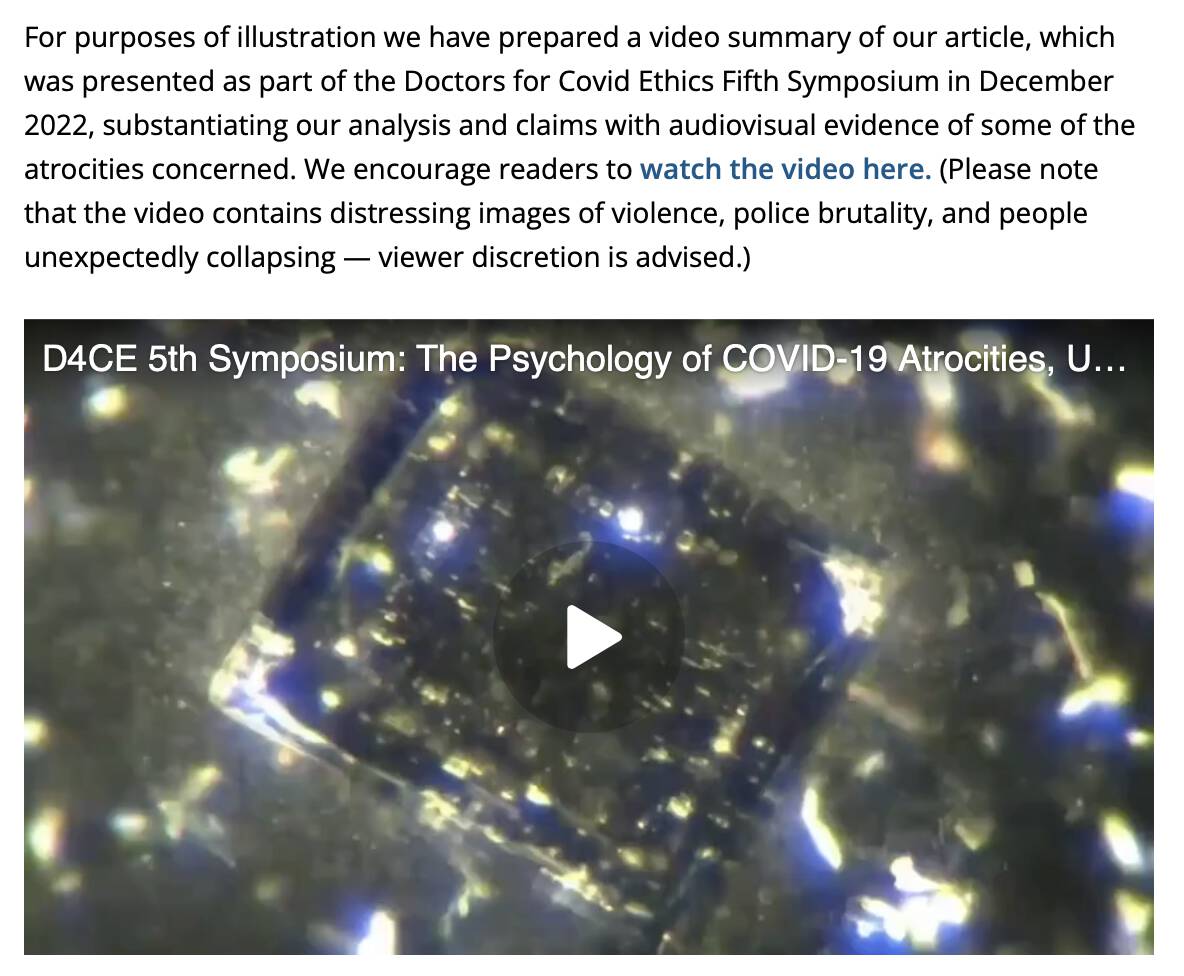 For purposes of illustration we have prepared a video summary of our article, which
was presented as part of the Doctors for Covid Ethics Fifth Symposium in December
2022, substantiating our analysis and claims with audiovisual evidence of some of the
atrocities concerned. We encourage readers to watch the video here. (Please note
that the video contains distressing images of violence, police brutality, and people
unexpectedly collapsing — viewer discretion is advised.)
D4CE 5th Symposium: The Psychology of COVID-19 Atrocities, U...